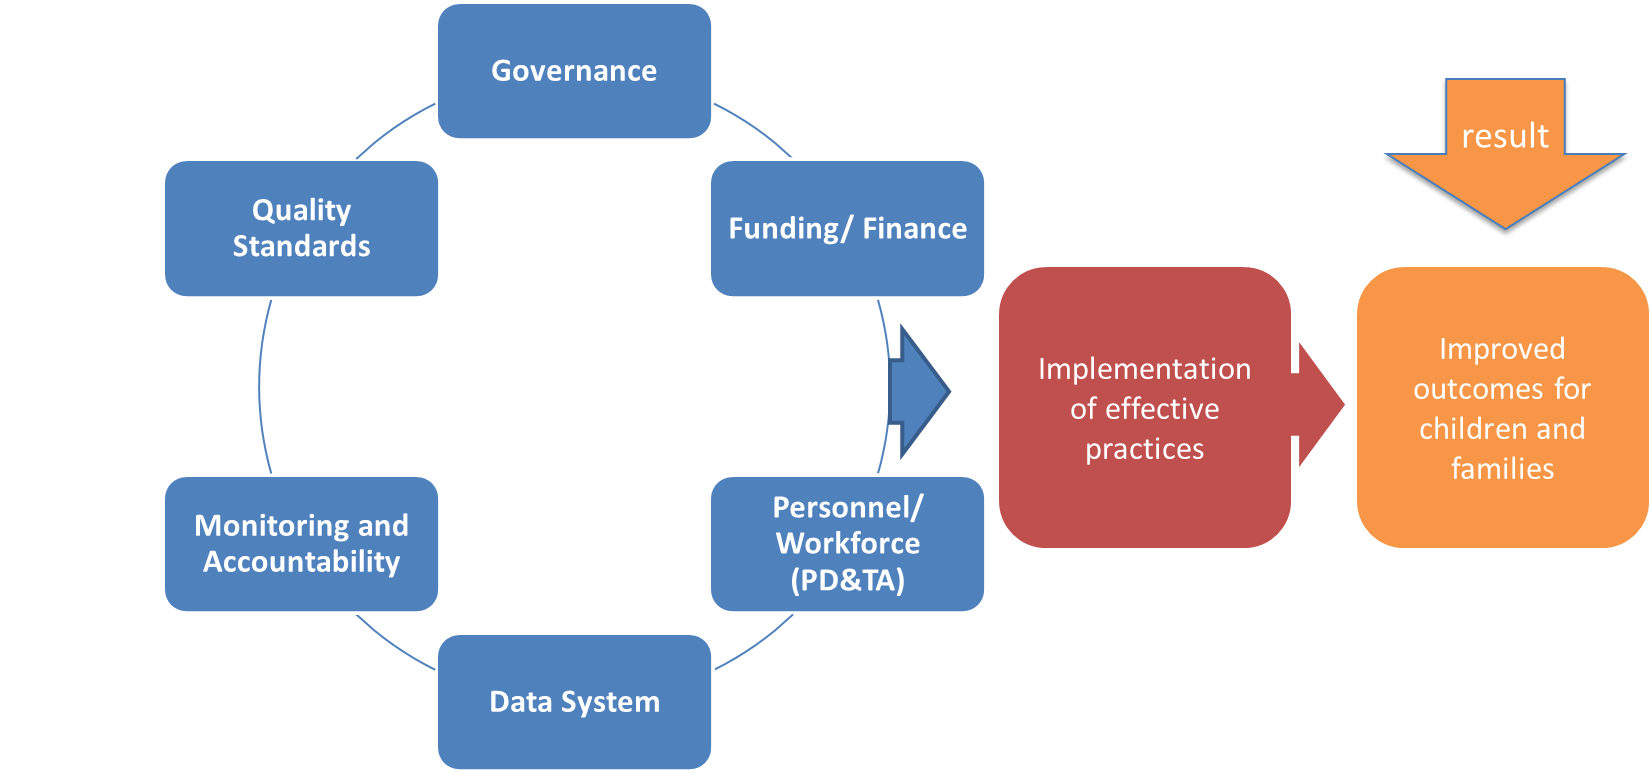 Governance
result
Quality
Standards
Funding/ Finance
Implementation
of effective
practices
Improved
outcomes for
children and
families
Monitoring and
Accountability
Personnel/
Workforce
(PD&TA)
Data System